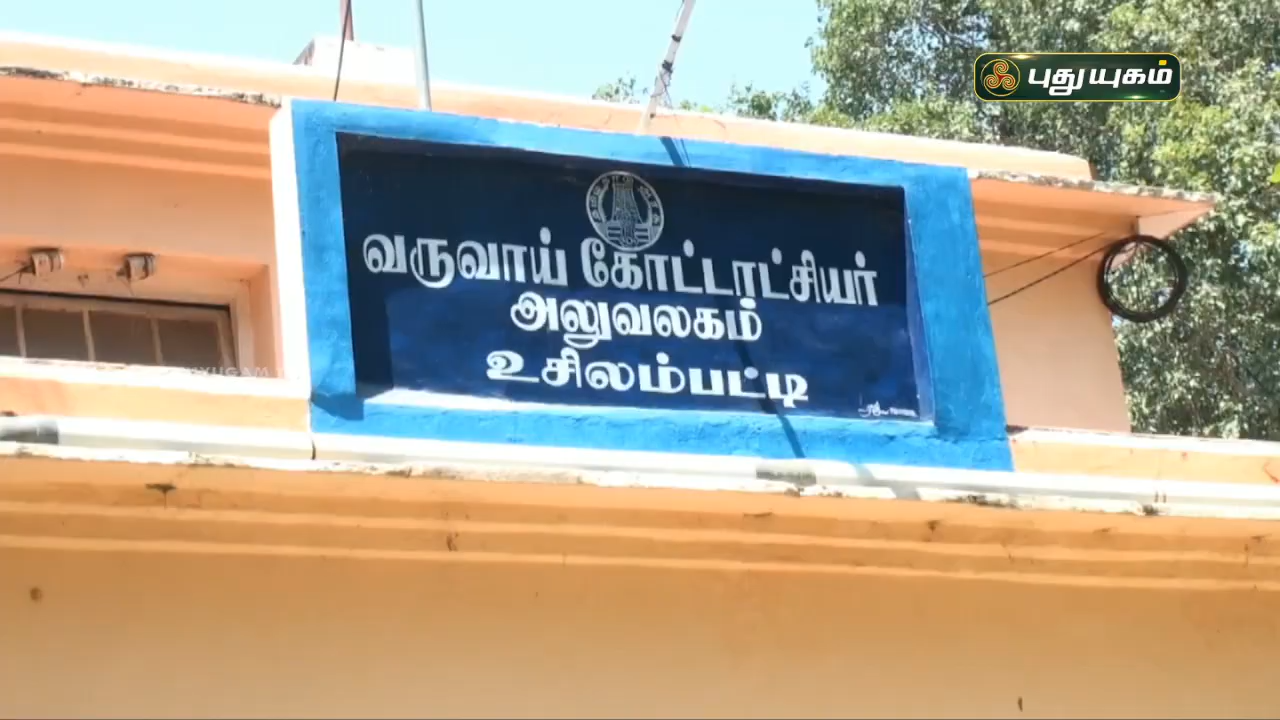 புதுயுகம்
வருவாய் கோட்டாட்சியர்
அலுவலகம்
உசிலம்பட்டி